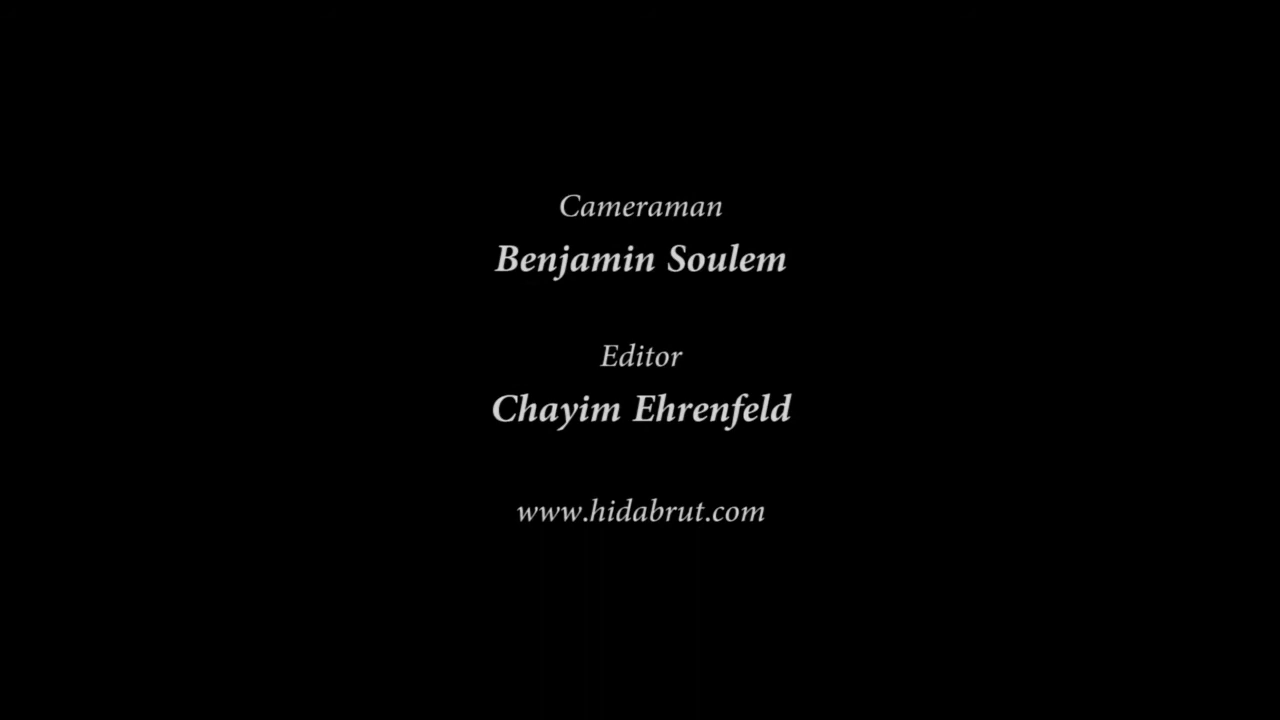 Cameraman
Benjamin Soulem
Editor
Chayim Ehrenfeld
www.hidabrut.com